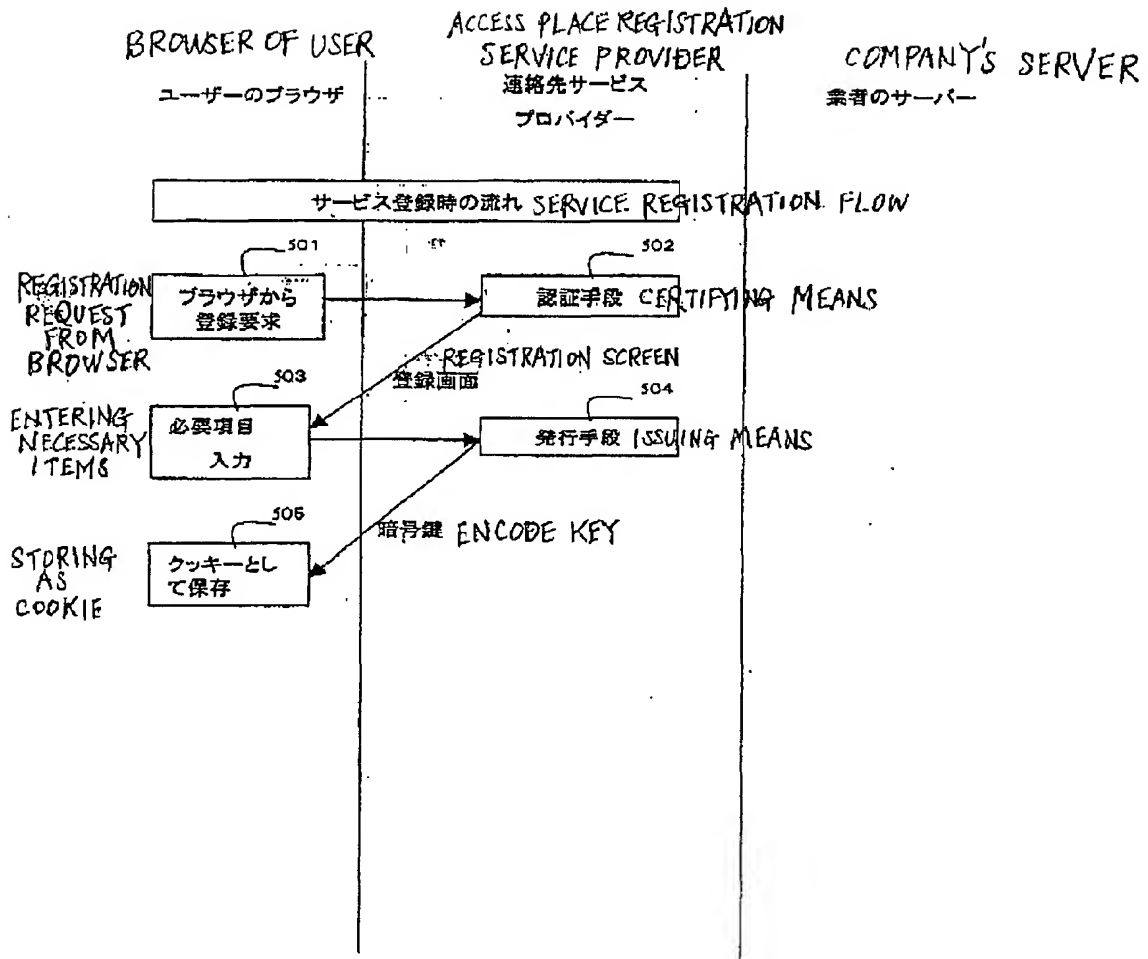 BROWSER OF USER
ユーザーのブラウザ
ACCESS PLACE REGISTRATION
SERVICE PROVIDER
連絡先サービス
プロバイダー
COMPANY'S SERVER
業者のサーバー
サービス登録時の流れ SERVICE REGISTRATION FLOW
501
502
REGISTRATION
REQUEST
FROM
BROWSER
ブラウザから
登録要求
認証手段 CERTIFYING MEANS
REGISTRATION SCREEN
登録画面
503
504
ENTERING
NECESSARY
ITEMS
必要項目
入力
発行手段 ISSUING MEANS
暗号鍵 ENCODE KEY
505
STORING
AS
COOKIE
クッキーとし
て保存